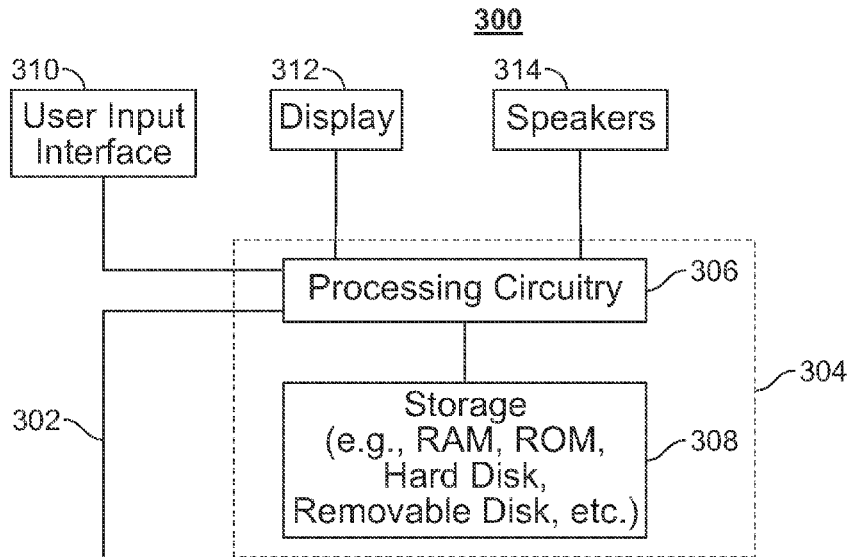 300
310
312
314
User Input
Interface
Display
Speakers
Processing Circuitry
306
304
302
Storage
(e.g., RAM, ROM,
Hard Disk,
Removable Disk, etc.)
308